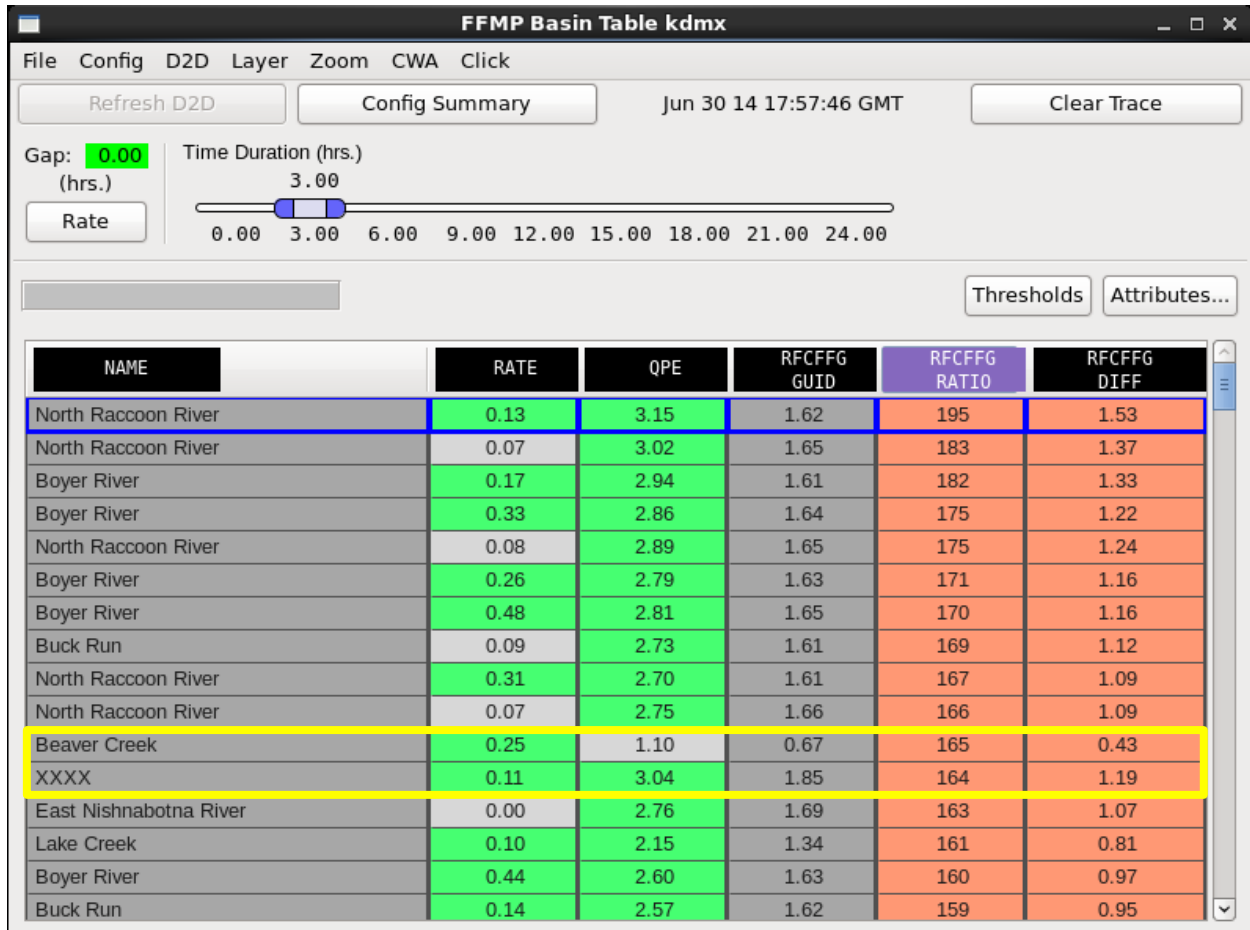 FFMP Basin Table kdmx
File Config D2D Layer Zoom CWA Click
Refresh D2D Config Summary Jun 30 14 17:57:46 GMT Clear Trace
Gap: 0.00 Time Duration (hrs.)
(hrs.) 3.00
Rate
0.00 3.00 6.00 9.00 12.00 15.00 18.00 21.00 24.00
Thresholds Attributes...
NAME RATE QPE RFCFFG GUID RFCFFG RATIO RFCFFG DIFF
North Raccoon River 0.13 3.15 1.62 195 1.53
North Raccoon River 0.07 3.02 1.65 183 1.37
Boyer River 0.17 2.94 1.61 182 1.33
Boyer River 0.33 2.86 1.64 175 1.22
North Raccoon River 0.08 2.89 1.65 175 1.24
Boyer River 0.26 2.79 1.63 171 1.16
Boyer River 0.48 2.81 1.65 170 1.16
Buck Run 0.09 2.73 1.61 169 1.12
North Raccoon River 0.31 2.70 1.61 167 1.09
North Raccoon River 0.07 2.75 1.66 166 1.09
Beaver Creek 0.25 1.10 0.67 165 0.43
XXXX 0.11 3.04 1.85 164 1.19
East Nishnabotna River 0.00 2.76 1.69 163 1.07
Lake Creek 0.10 2.15 1.34 161 0.81
Boyer River 0.44 2.60 1.63 160 0.97
Buck Run 0.14 2.57 1.62 159 0.95